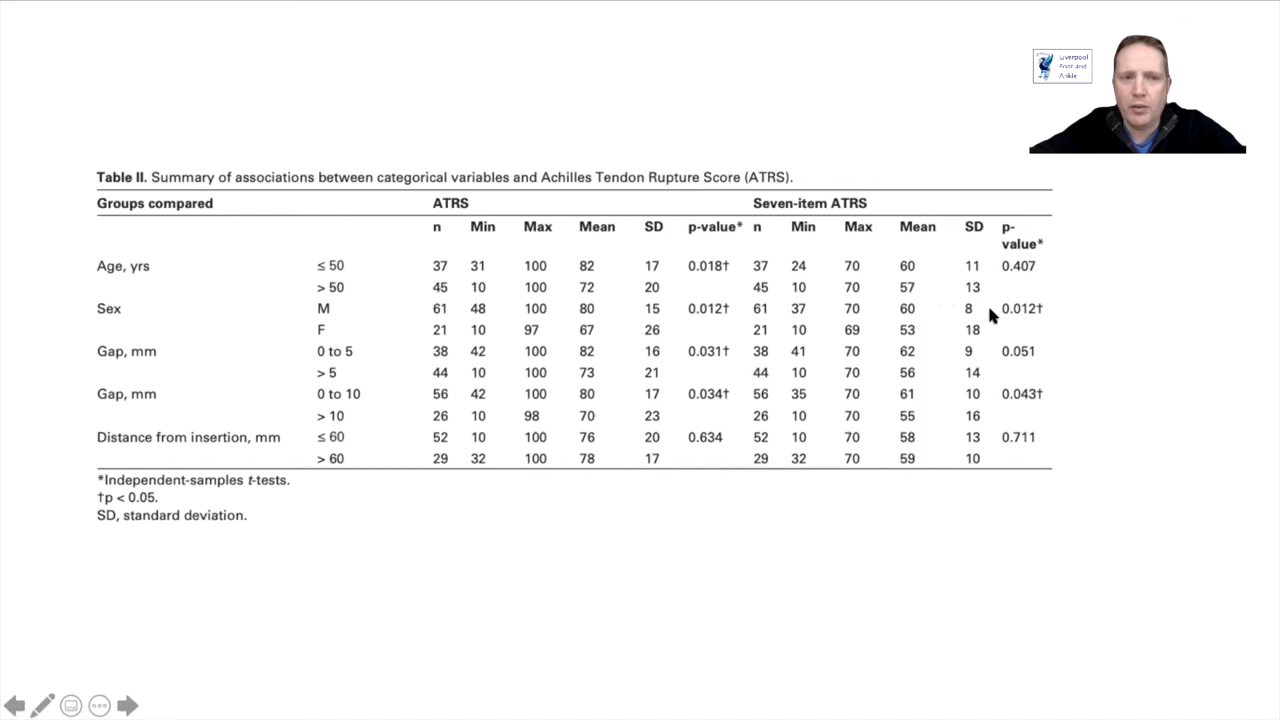 Liverpool
Foot and
Ankle
Table II. Summary of associations between categorical variables and Achilles Tendon Rupture Score (ATRS).
Groups compared ATRS Seven-item ATRS
n Min Max Mean SD p-value* n Min Max Mean SD p-
value*
Age, yrs ≤ 50 37 31 100 82 17 0.018† 37 24 70 60 11 0.407
> 50 45 10 100 72 20 45 10 70 57 13
Sex M 61 48 100 80 15 0.012† 61 37 70 60 8 0.012†
F 21 10 97 67 26 21 10 69 53 18
Gap, mm 0 to 5 38 42 100 82 16 0.031† 38 41 70 62 9 0.051
> 5 44 10 100 73 21 44 10 70 56 14
Gap, mm 0 to 10 56 42 100 80 17 0.034† 56 35 70 61 10 0.043†
> 10 26 10 98 70 23 26 10 70 55 16
Distance from insertion, mm ≤ 60 52 10 100 76 20 0.634 52 10 70 58 13 0.711
> 60 29 32 100 78 17 29 32 70 59 10
*Independent-samples t-tests.
†p < 0.05.
SD, standard deviation.